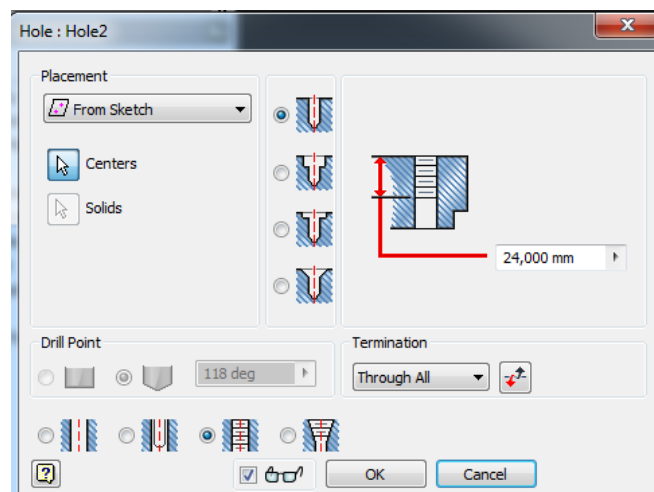 Hole : Hole2
Placement
From Sketch
Centers
Solids
24,000 mm
Drill Point
118 deg
Termination
Through All
OK
Cancel